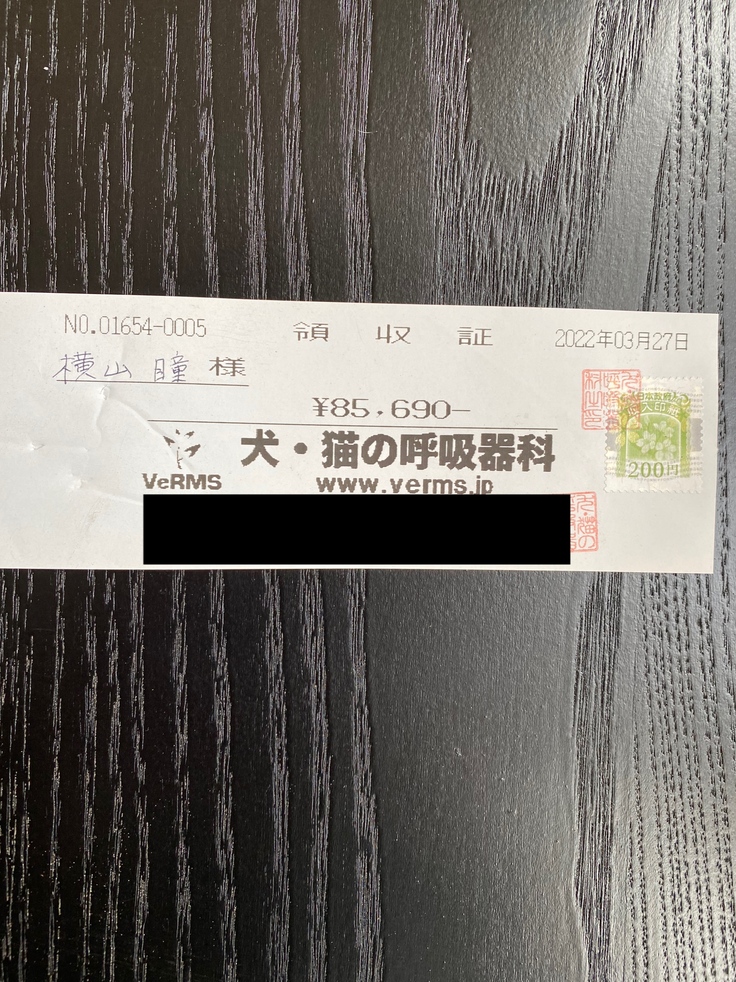 NO.01654-0005
領収証
2022年03月27日
横山 瞳 様
¥85,690-
犬・猫の呼吸器科
VeRMS
www.verms.jp
200円